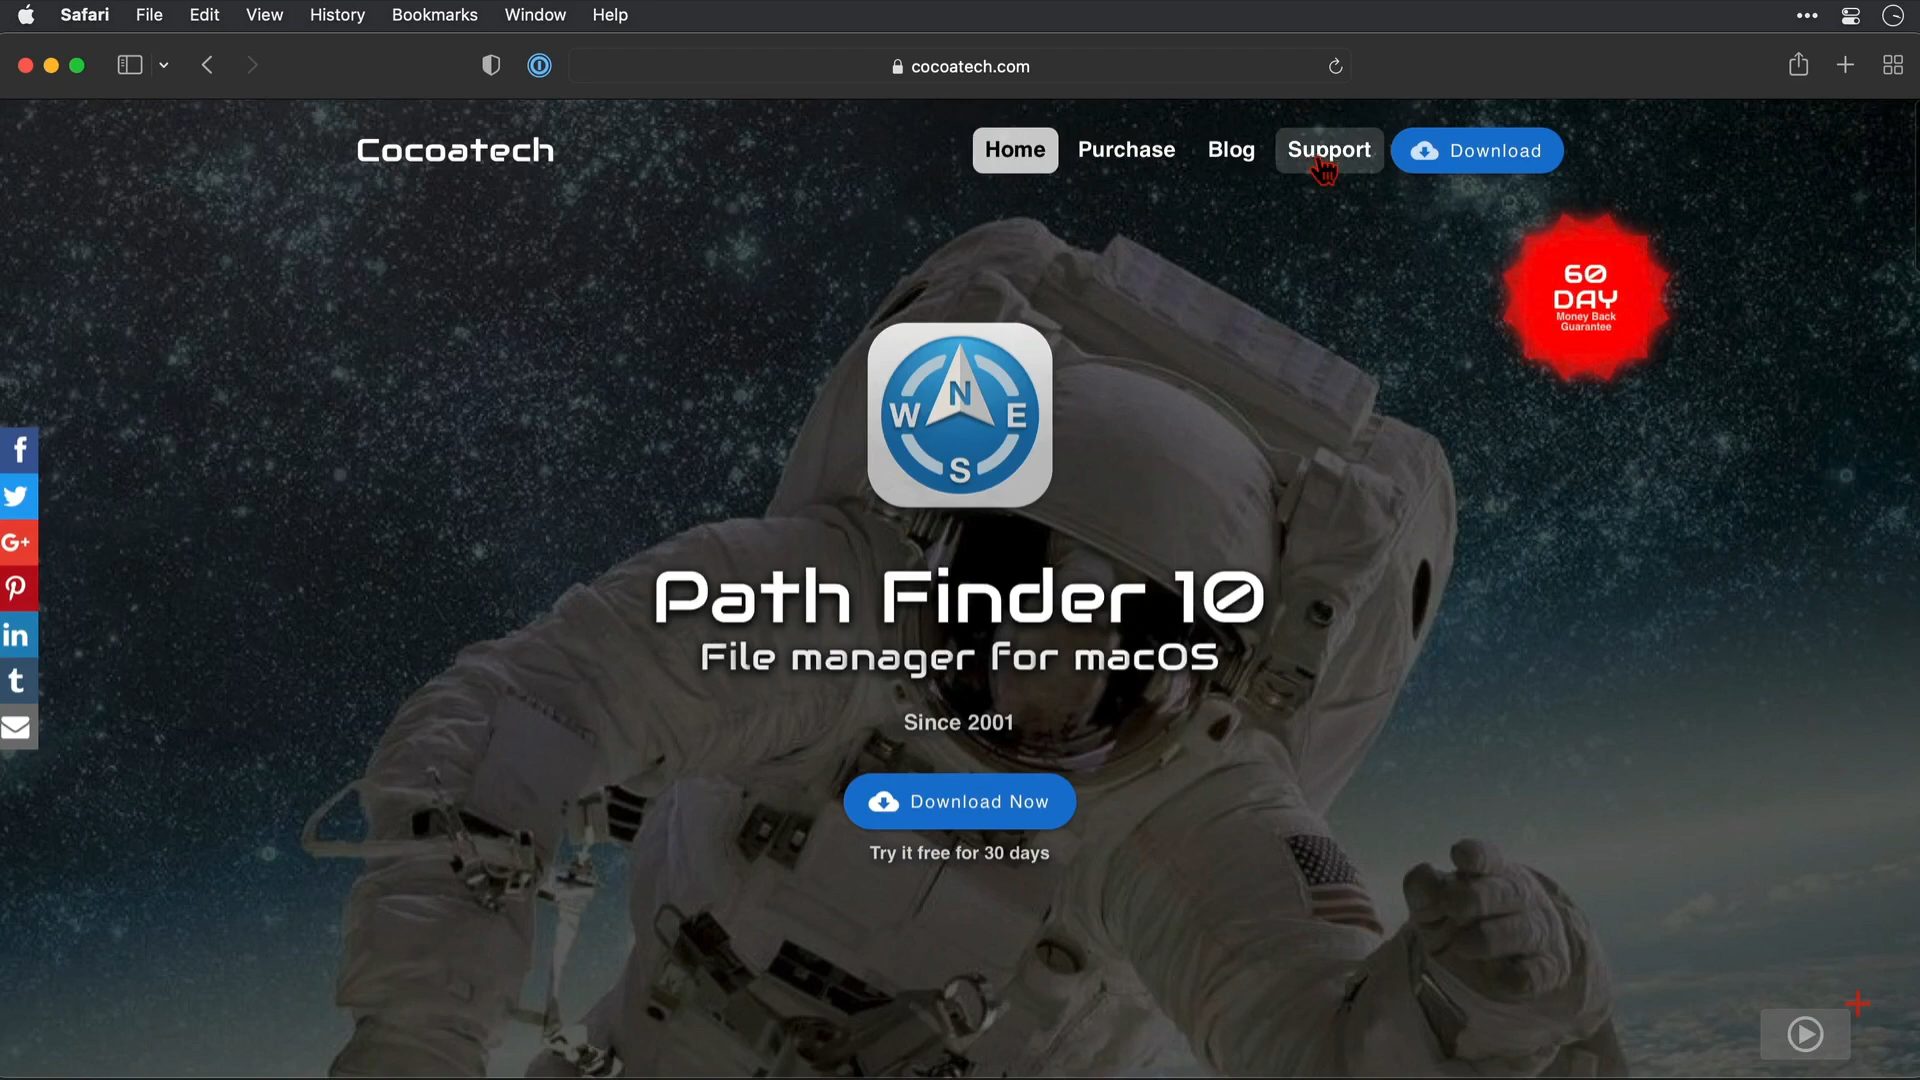 Safari File Edit View History Bookmarks Window Help
cocoatech.com
Cocoatech
Home Purchase Blog Support Download
60
DAY
Money Back
Guarantee
N
W E
S
f
G+
in
t
Path Finder 10
File manager for macOS
Since 2001
Download Now
Try it free for 30 days